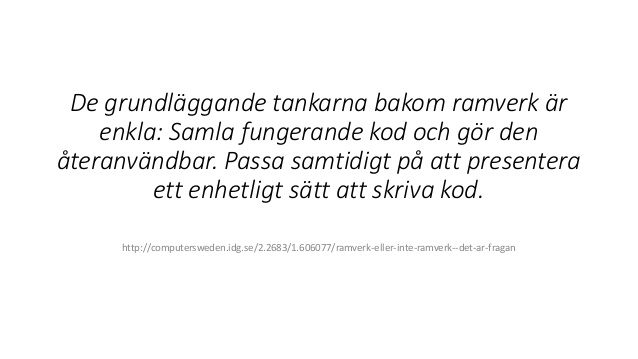 De grundläggande tankarna bakom ramverk är
enkla: Samla fungerande kod och gör den
återanvändbar. Passa samtidigt på att presentera
ett enhetligt sätt att skriva kod.
http://computersweden.idg.se/2.2683/1.606077/ramverk-eller-inte-ramverk--det-ar-fragan